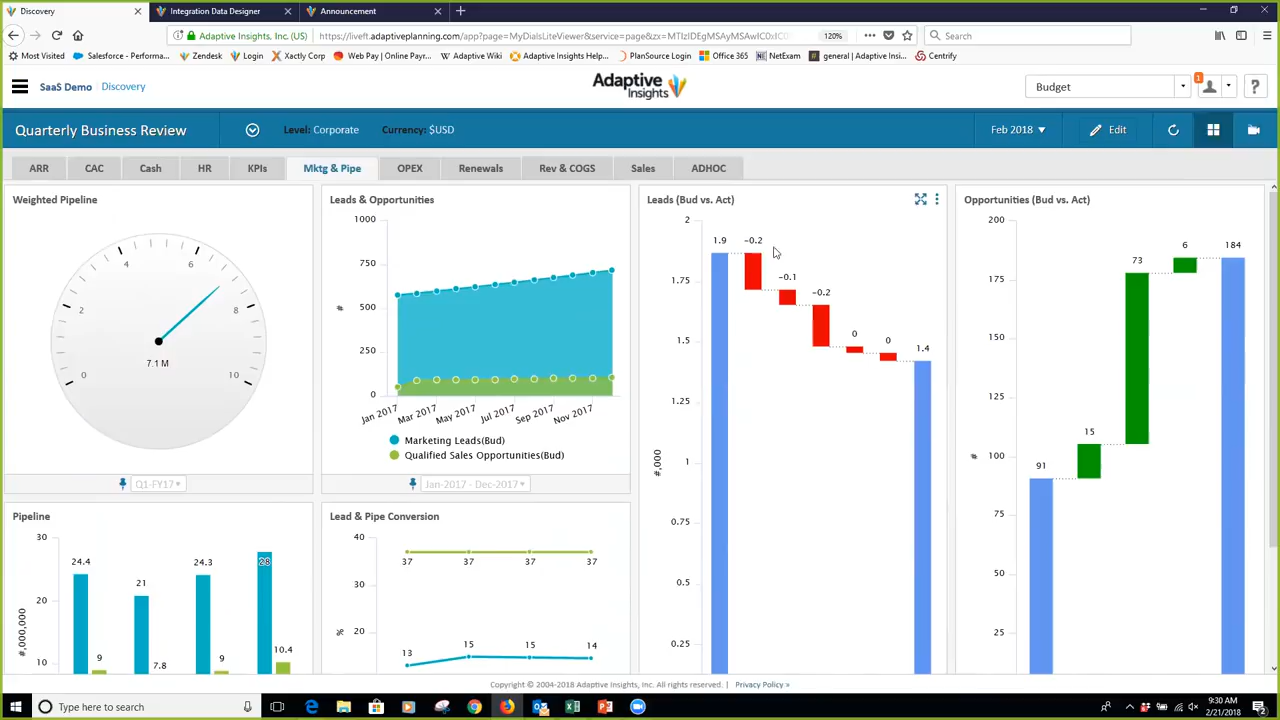 Discovery
Integration Data Designer
Announcement
Adaptive Insights, Inc. (US)
https://liveft.adaptiveplanning.com/app?page=MyDialsLiteViewer&service=page&zx=MTIzIDEgMSAyMSAwIC0xIC0x
120%
Search
Most Visited
Salesforce - Performa...
Zendesk
Login
Xactly Corp
Web Pay (Online Payr...
Adaptive Wiki
Adaptive Insights Help...
PlanSource Login
Office 365
NetExam
general | Adaptive Insi...
Centrify
SaaS Demo
Discovery
Adaptive
Insights
Budget
1
?
Quarterly Business Review
Level: Corporate
Currency: $USD
Feb 2018
Edit
ARR
CAC
Cash
HR
KPIs
Mktg & Pipe
OPEX
Renewals
Rev & COGS
Sales
ADHOC
Weighted Pipeline
0
2
4
6
8
10
7.1 M
Q1-FY17
Leads & Opportunities
1000
750
500
250
0
#
Jan 2017
Mar 2017
May 2017
Jul 2017
Sep 2017
Nov 2017
Marketing Leads(Bud)
Qualified Sales Opportunities(Bud)
Jan-2017 - Dec-2017
Leads (Bud vs. Act)
2
1.75
1.5
1.25
1
0.75
0.5
0.25
#,000
1.9
-0.2
-0.1
-0.2
0
0
1.4
Opportunities (Bud vs. Act)
200
175
150
125
100
75
50
25
#
91
15
73
6
184
Pipeline
30
20
10
#,000,000
24.4
9
21
7.8
24.3
9
28
10.4
Lead & Pipe Conversion
40
30
20
%
37
37
37
37
13
15
15
14
Copyright © 2004-2018 Adaptive Insights, Inc. All rights reserved.
Privacy Policy »
Type here to search
9:30 AM
2/21/2018
2